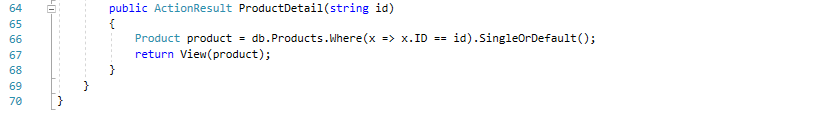 64 public ActionResult ProductDetail(string id)
65 {
66 Product product = db.Products.Where(x => x.ID == id).SingleOrDefault();
67 return View(product);
68 }
69 }
70 }